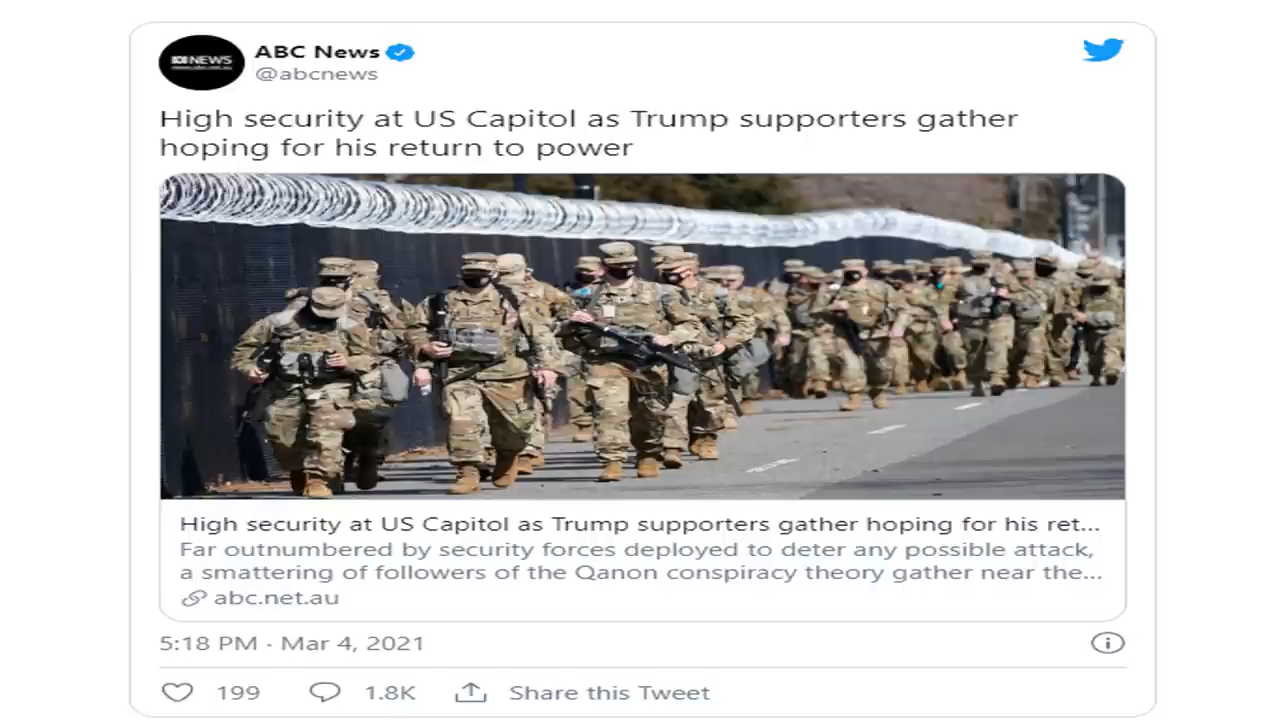 NEWS
ABC News
@abcnews
High security at US Capitol as Trump supporters gather
hoping for his return to power
High security at US Capitol as Trump supporters gather hoping for his ret...
Far outnumbered by security forces deployed to deter any possible attack,
a smattering of followers of the Qanon conspiracy theory gather near the...
abc.net.au
5:18 PM · Mar 4, 2021
199
1.8K
Share this Tweet